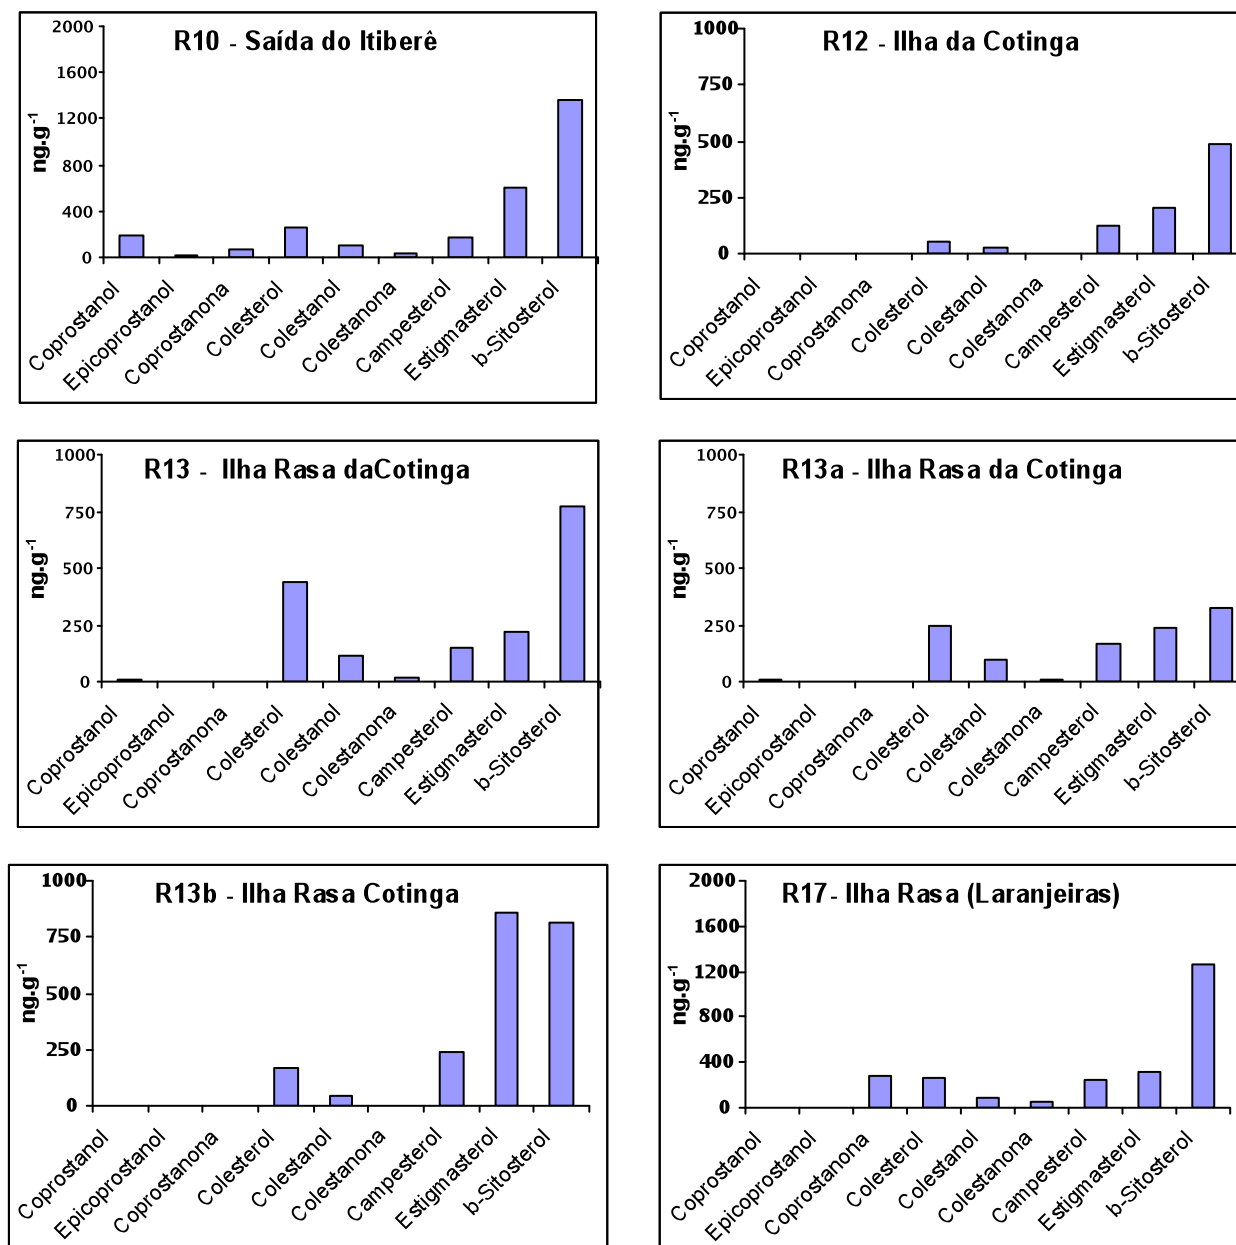 R10 - Saída do Itiberê
2000
1600
1200
800
400
0
ng.g⁻¹
Coprostanol
Epicoprostanol
Coprostanona
Colesterol
Colestanol
Colestanona
Campesterol
Estigmasterol
b-Sitosterol
R12 - Ilha da Cotinga
1000
750
500
250
0
ng.g⁻¹
Coprostanol
Epicoprostanol
Coprostanona
Colesterol
Colestanol
Colestanona
Campesterol
Estigmasterol
b-Sitosterol
R13 - Ilha Rasa daCotinga
1000
750
500
250
0
ng.g⁻¹
Coprostanol
Epicoprostanol
Coprostanona
Colesterol
Colestanol
Colestanona
Campesterol
Estigmasterol
b-Sitosterol
R13a - Ilha Rasa da Cotinga
1000
750
500
250
0
ng.g⁻¹
Coprostanol
Epicoprostanol
Coprostanona
Colesterol
Colestanol
Colestanona
Campesterol
Estigmasterol
b-Sitosterol
R13b - Ilha Rasa Cotinga
1000
750
500
250
0
ng.g⁻¹
Coprostanol
Epicoprostanol
Coprostanona
Colesterol
Colestanol
Colestanona
Campesterol
Estigmasterol
b-Sitosterol
R17- Ilha Rasa (Laranjeiras)
2000
1600
1200
800
400
0
ng.g⁻¹
Coprostanol
Epicoprostanol
Coprostanona
Colesterol
Colestanol
Colestanona
Campesterol
Estigmasterol
b-Sitosterol